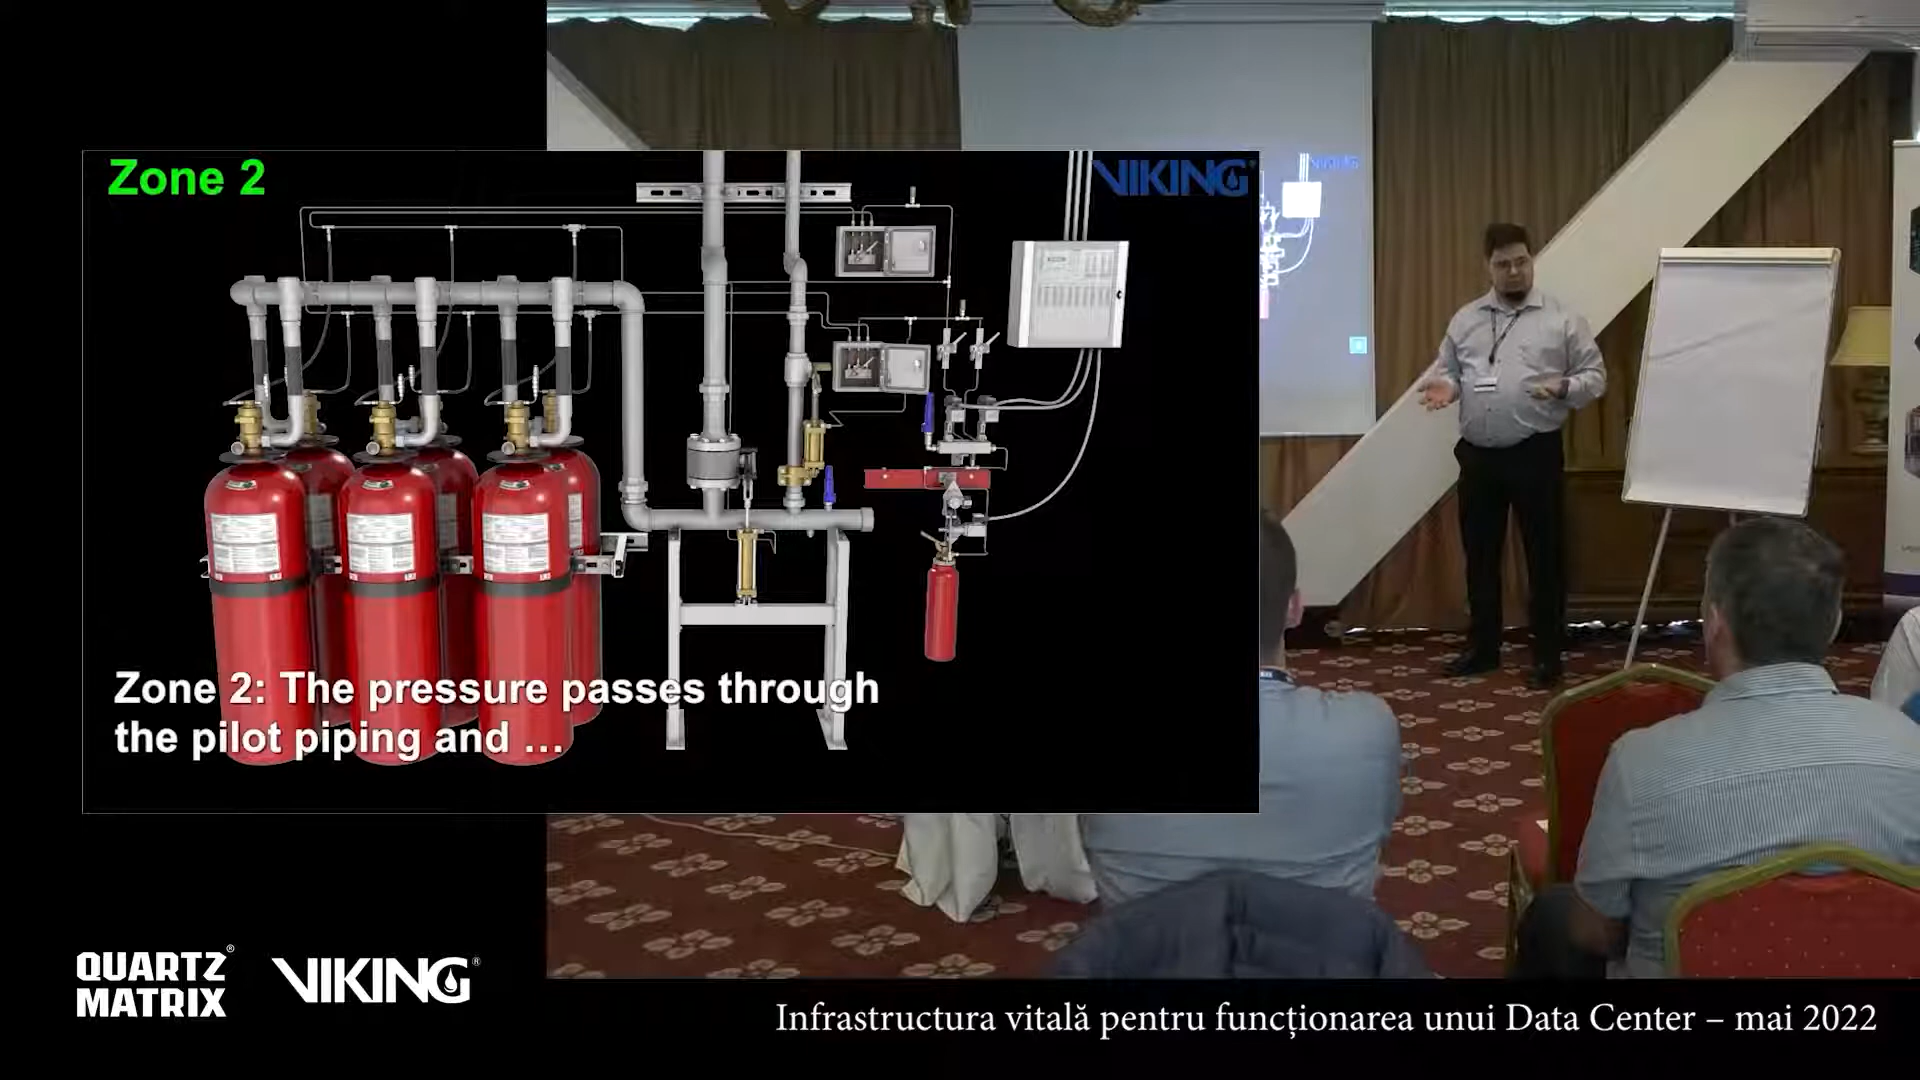 Zone 2
VIKING®
VIKING
Zone 2: The pressure passes through
the pilot piping and ...
QUARTZ®
MATRIX
VIKING®
Infrastructura vitală pentru funcționarea unui Data Center – mai 2022